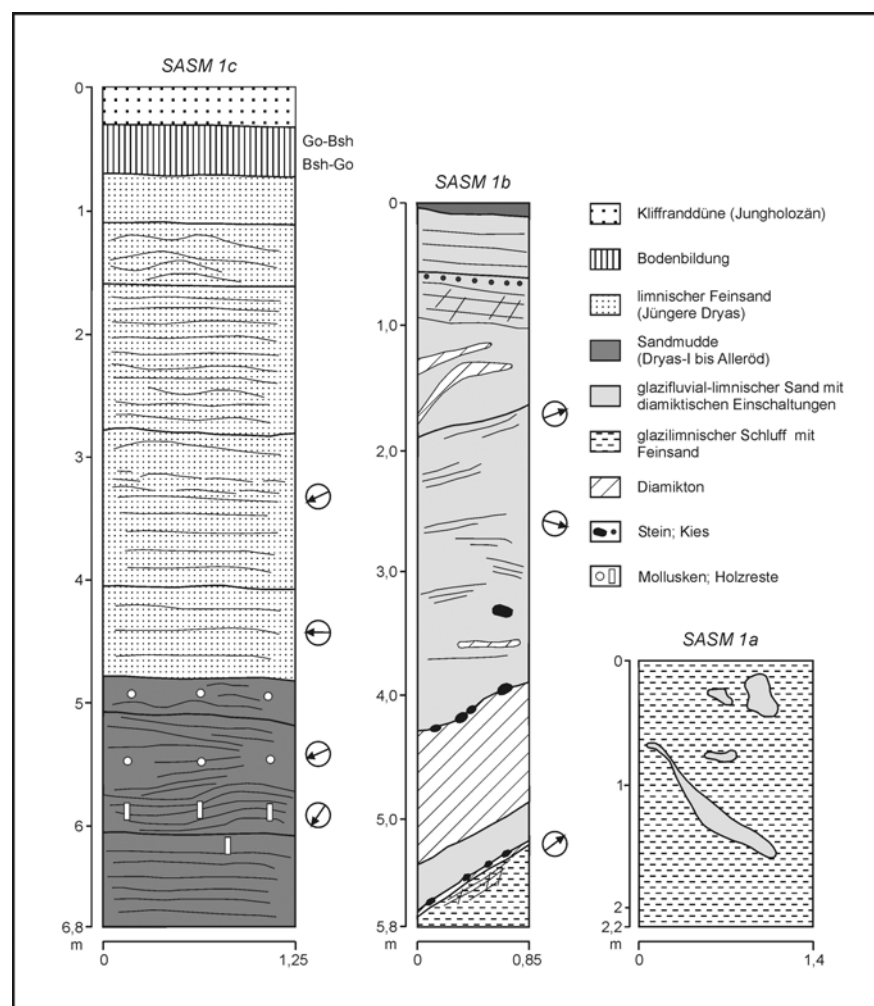 SASM 1c
0
1
2
3
4
5
6
6,8
m
0
1,25
Go-Bsh
Bsh-Go
SASM 1b
0
1,0
2,0
3,0
4,0
5,0
5,8
m
0
0,85
Kliffranddüne (Jungholozän)
Bodenbildung
limnischer Feinsand
(Jüngere Dryas)
Sandmudde
(Dryas-I bis Alleröd)
glazifluvial-limnischer Sand mit
diamiktischen Einschaltungen
glazilimnischer Schluff mit
Feinsand
Diamikton
Stein; Kies
Mollusken; Holzreste
SASM 1a
0
1
2
2,2
m
0
1,4